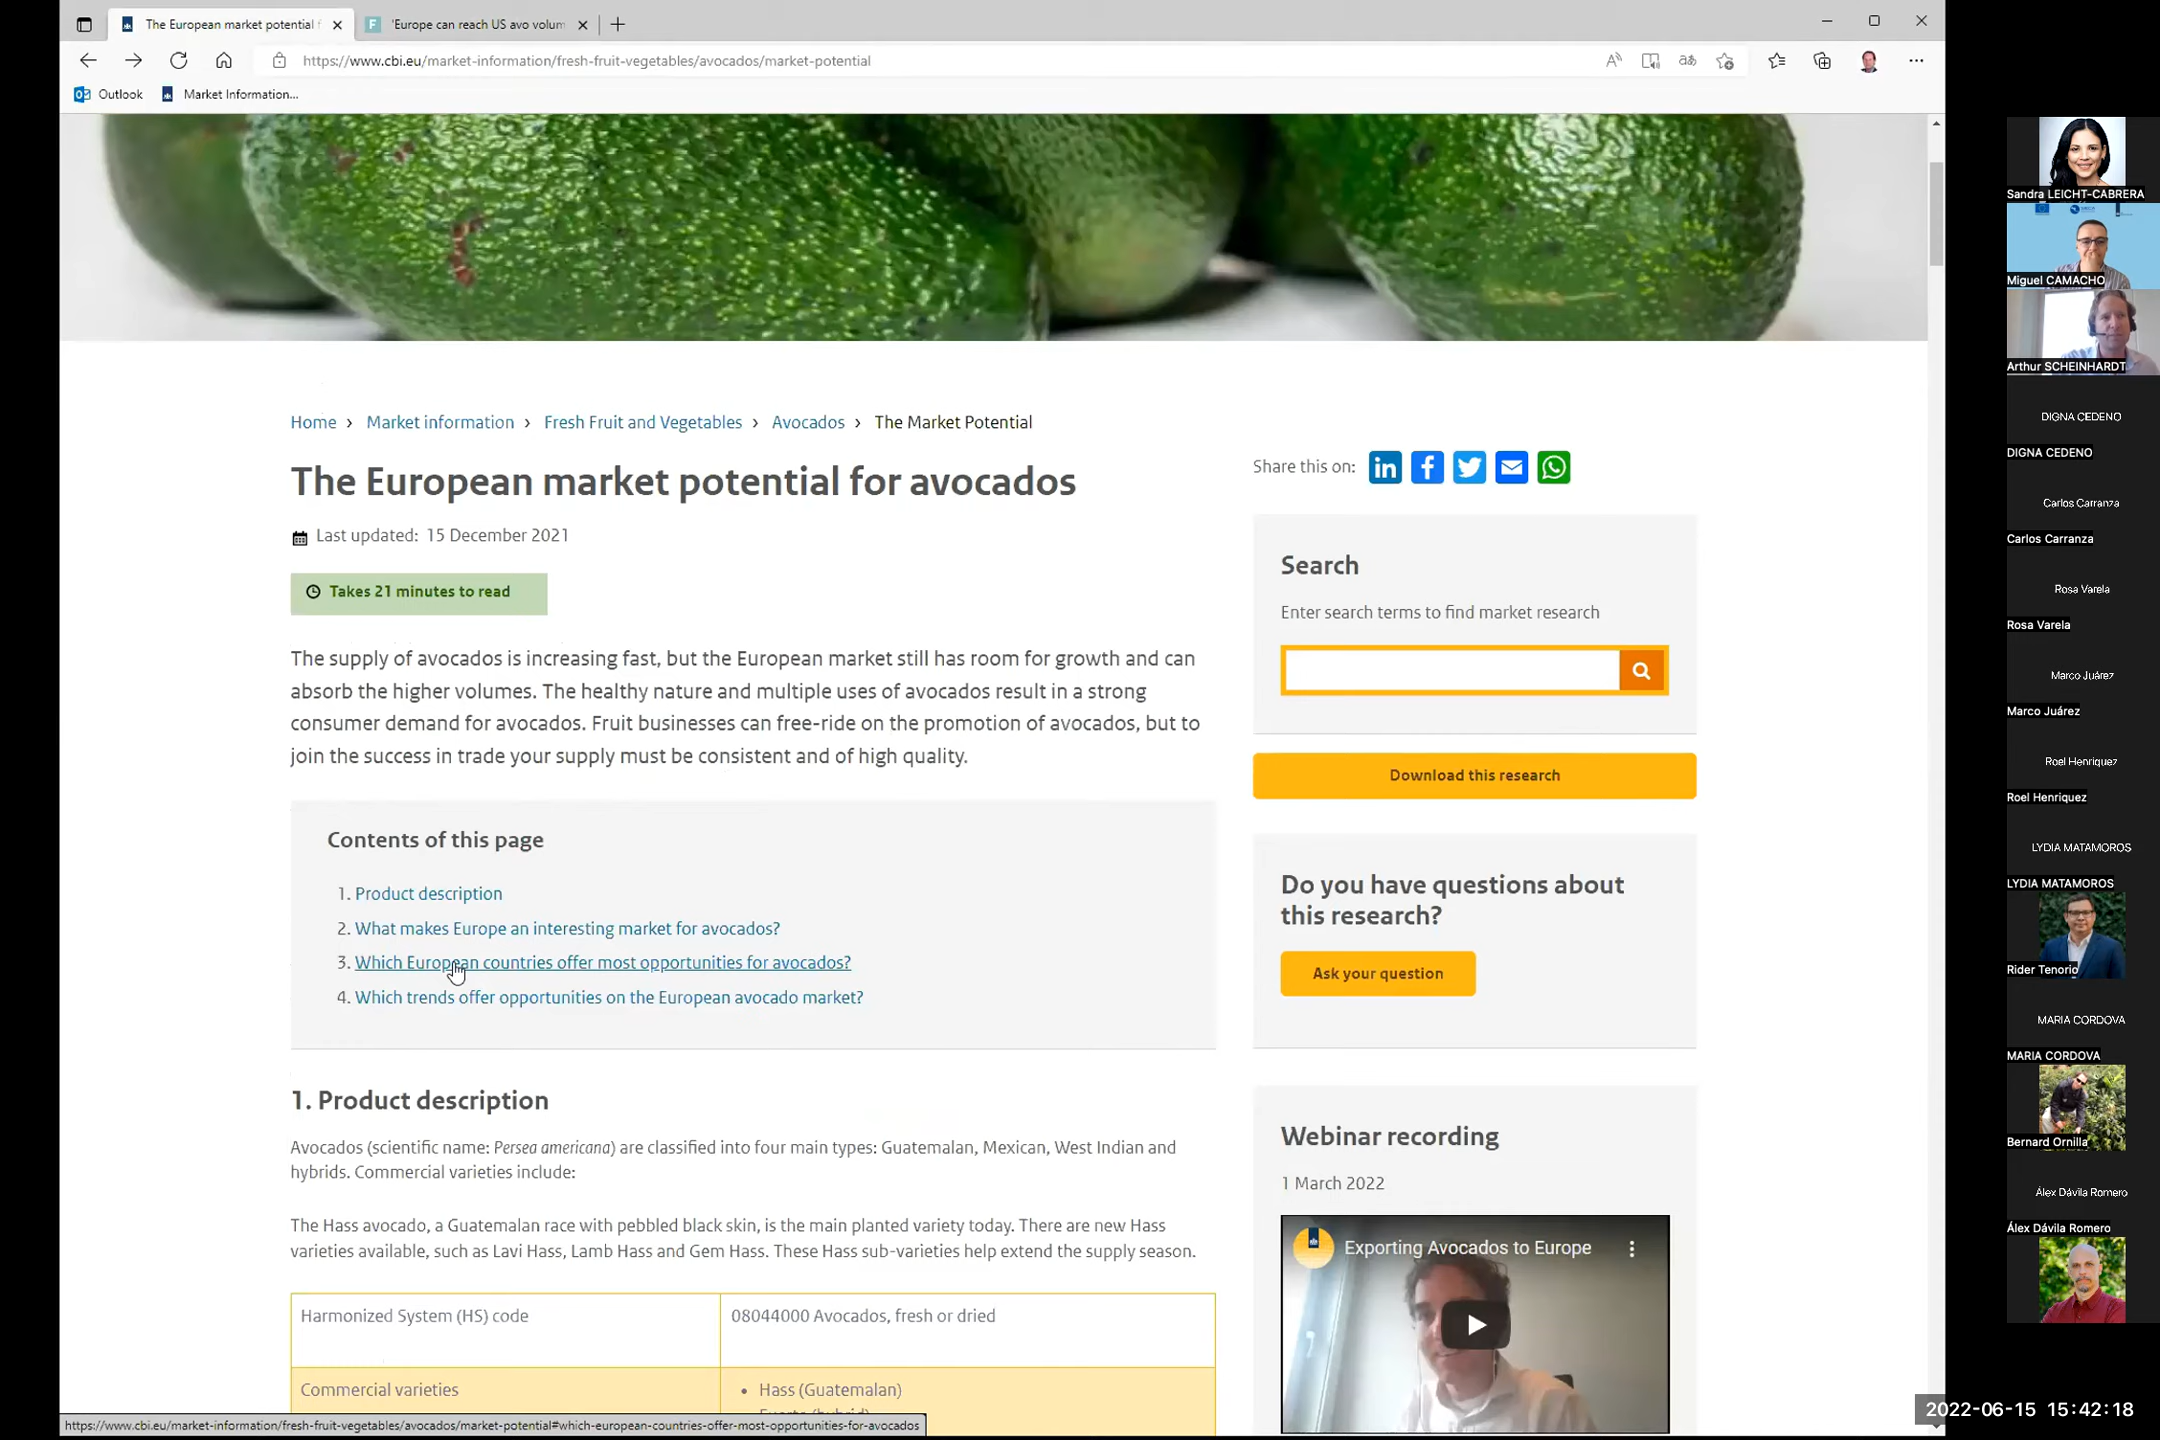 The European market potential f
'Europe can reach US avo volum
https://www.cbi.eu/market-information/fresh-fruit-vegetables/avocados/market-potential
Outlook
Market Information...
Home › Market information › Fresh Fruit and Vegetables › Avocados › The Market Potential
The European market potential for avocados
Last updated: 15 December 2021
Takes 21 minutes to read
The supply of avocados is increasing fast, but the European market still has room for growth and can
absorb the higher volumes. The healthy nature and multiple uses of avocados result in a strong
consumer demand for avocados. Fruit businesses can free-ride on the promotion of avocados, but to
join the success in trade your supply must be consistent and of high quality.
Contents of this page
1. Product description
2. What makes Europe an interesting market for avocados?
3. Which European countries offer most opportunities for avocados?
4. Which trends offer opportunities on the European avocado market?
1. Product description
Avocados (scientific name: Persea americana) are classified into four main types: Guatemalan, Mexican, West Indian and
hybrids. Commercial varieties include:
The Hass avocado, a Guatemalan race with pebbled black skin, is the main planted variety today. There are new Hass
varieties available, such as Lavi Hass, Lamb Hass and Gem Hass. These Hass sub-varieties help extend the supply season.
Harmonized System (HS) code
08044000 Avocados, fresh or dried
Commercial varieties
• Hass (Guatemalan)
https://www.cbi.eu/market-information/fresh-fruit-vegetables/avocados/market-potential#which-european-countries-offer-most-opportunities-for-avocados
Share this on:
Search
Enter search terms to find market research
Download this research
Do you have questions about
this research?
Ask your question
Webinar recording
1 March 2022
Exporting Avocados to Europe
Sandra LEICHT-CABRERA
Miguel CAMACHO
Arthur SCHEINHARDT
DIGNA CEDENO
DIGNA CEDENO
Carlos Carranza
Carlos Carranza
Rosa Varela
Rosa Varela
Marco Juárez
Marco Juárez
Roel Henriquez
Roel Henriquez
LYDIA MATAMOROS
LYDIA MATAMOROS
Rider Tenorio
MARIA CORDOVA
MARIA CORDOVA
Bernard Ornilla
Álex Dávila Romero
Álex Dávila Romero
2022-06-15 15:42:18